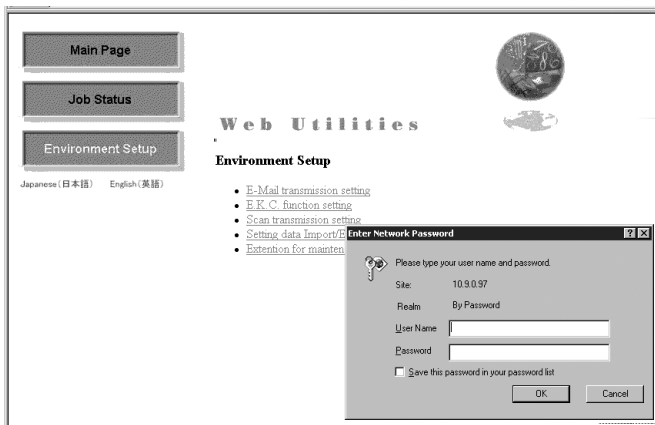 Main Page
Job Status
Environment Setup
Japanese(日本語) English(英語)
Web Utilities
Environment Setup
E-Mail transmission setting
E.K.C. function setting
Scan transmission setting
Setting data Import/E
Extention for mainten
Enter Network Password
Please type your user name and password.
Site: 10.9.0.97
Realm By Password
User Name
Password
Save this password in your password list
OK Cancel